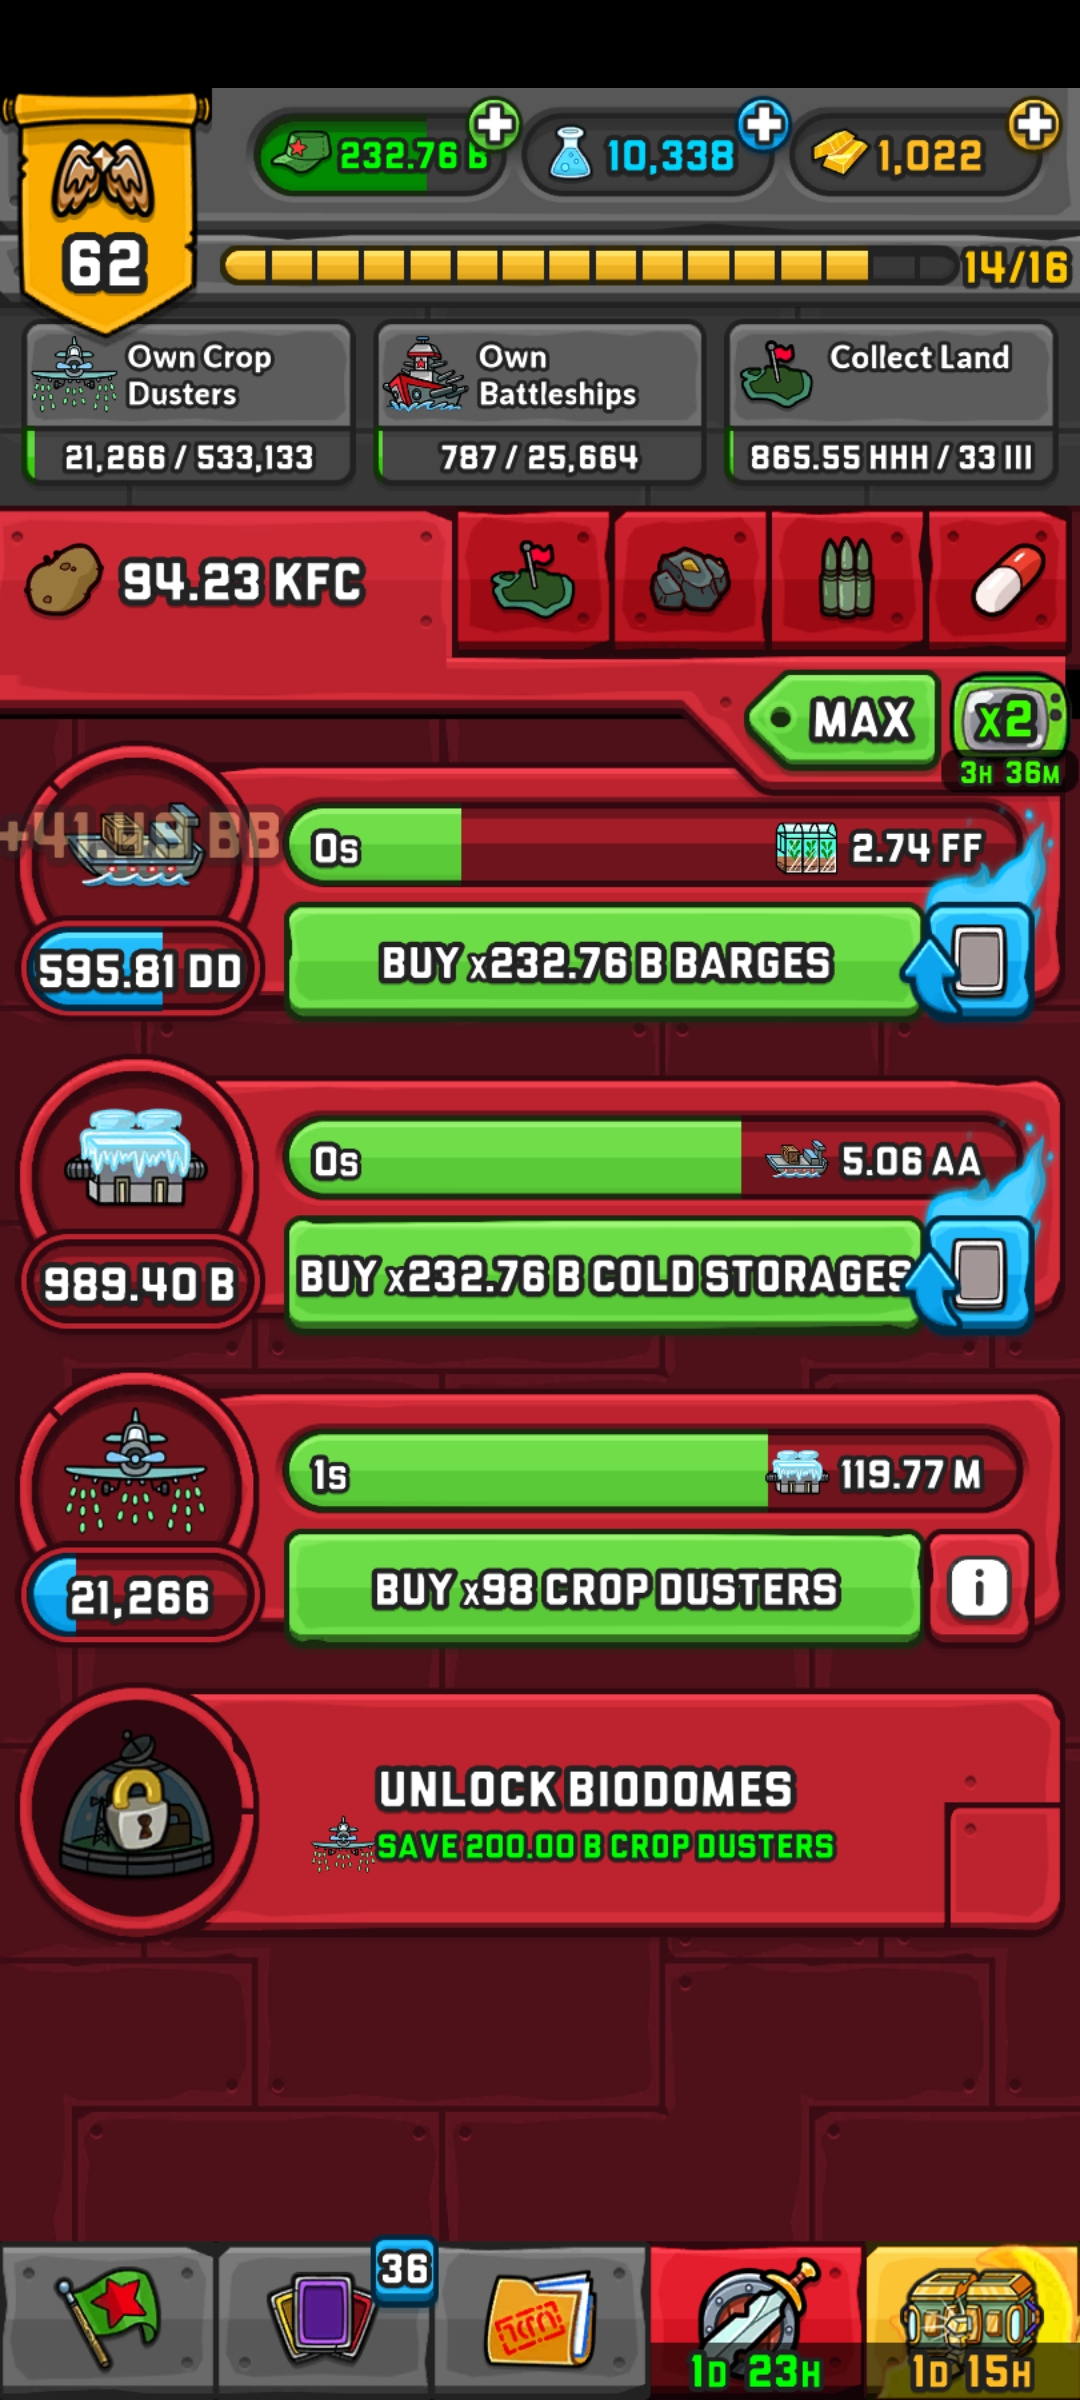 62
232.76 B
10,338
1,022
14/16
Own Crop
Dusters
21,266 / 533,133
Own
Battleships
787 / 25,664
Collect Land
865.55 HHH / 33 III
94.23 KFC
MAX
x2
3H 36M
0s
2.74 FF
595.81 DD
BUY x232.76 B BARGES
0s
5.06 AA
989.40 B
BUY x232.76 B COLD STORAGES
1s
119.77 M
21,266
BUY x98 CROP DUSTERS
i
UNLOCK BIODOMES
SAVE 200.00 B CROP DUSTERS
36
1D 23H
1D 15H